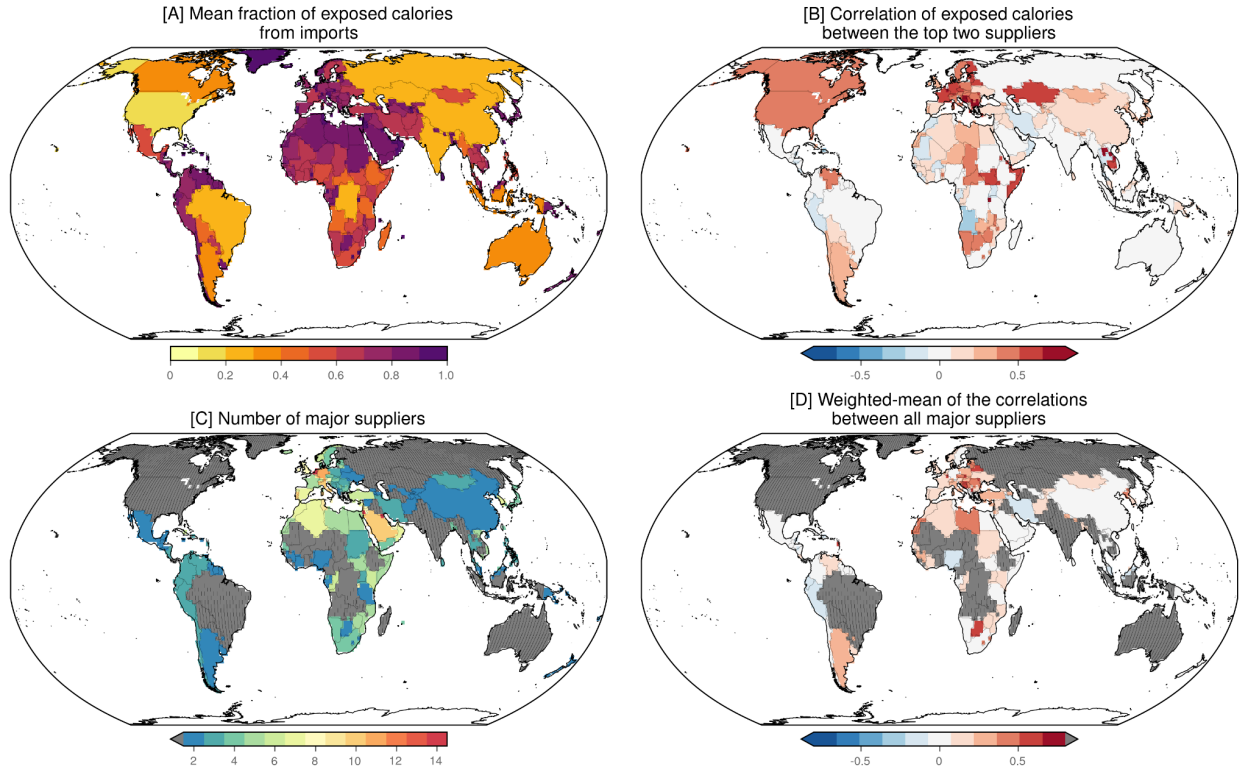 [A] Mean fraction of exposed calories
from imports
[B] Correlation of exposed calories
between the top two suppliers
0 0.2 0.4 0.6 0.8 1.0
-0.5 0 0.5
[C] Number of major suppliers
[D] Weighted-mean of the correlations
between all major suppliers
2 4 6 8 10 12 14
-0.5 0 0.5